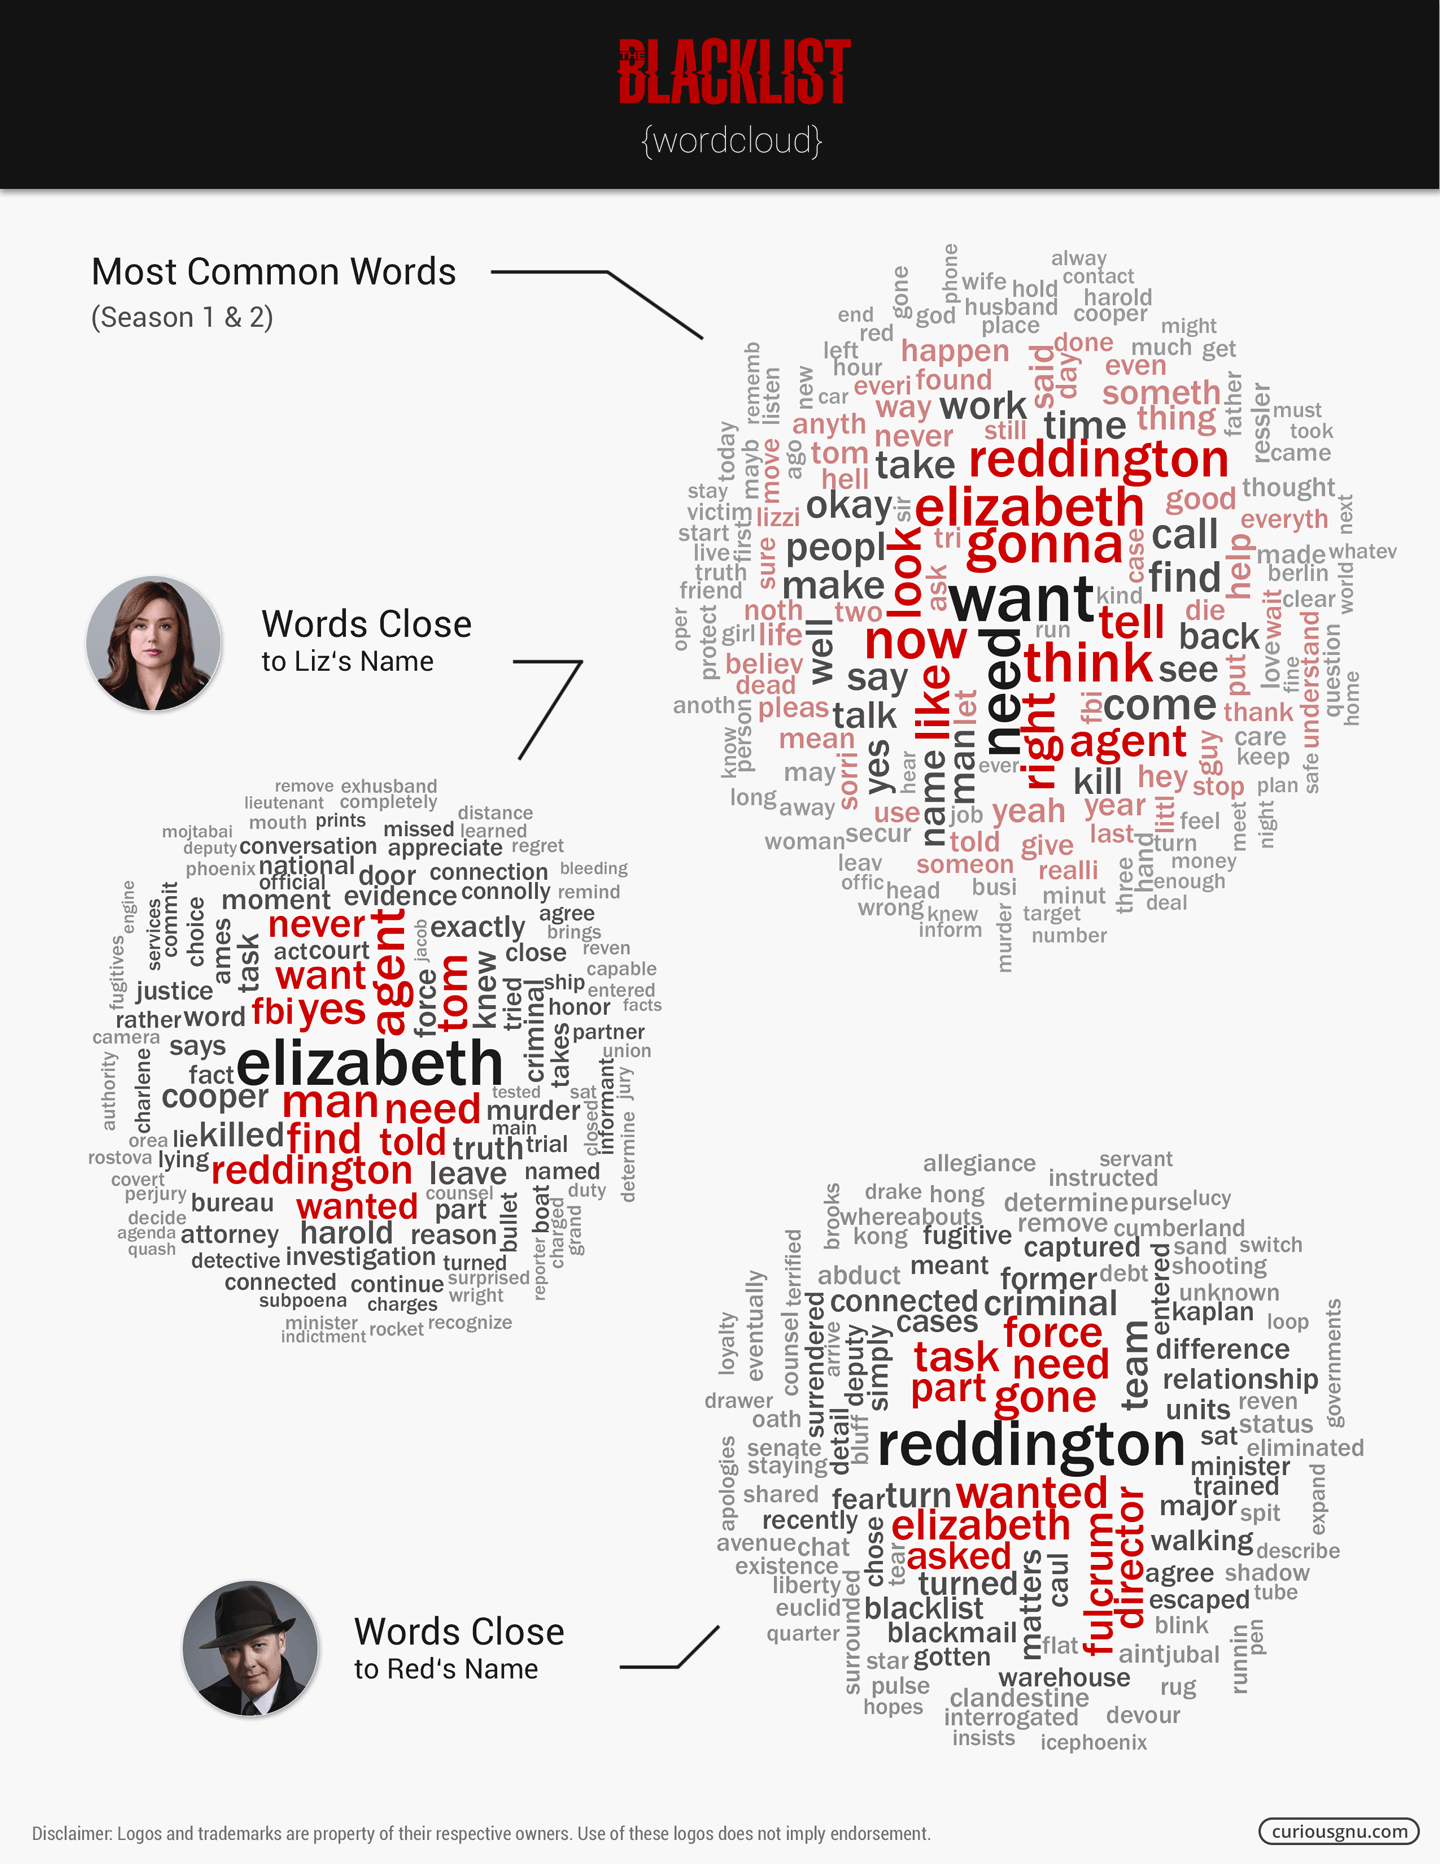 THE BLACKLIST
{wordcloud}
Most Common Words
(Season 1 & 2)
alway
phone
wife
contact
gone
hold
harold
husband
end
god
cooper
place
red
might
left
happen
said
done
much get
hour
day
even
rememb
listen
new
car
everi found
someth
father
ressler
way
work
time
thing
must
anyth
never
still
took
today
mayb
move
ago
tom
take
reddington
came
hell
stay
okay
sir
elizabeth
good
thought
victim
lizzi
everyth
next
start
first
peopl
look
tri
gonna
case
call
live
sure
help
made
whatev
truth
make
ask
find
berlin
world
friend
want
kind
clear
noth
two
tell
die
wait
oper
protect
girl
life
well
now
run
back
love
believ
need
think
see
put
fine
understand
question
home
dead
say
like
let
right
fbi
come
anoth
person
pleas
talk
thank
mean
yes
name
man
agent
guy
care
know
sorri
hear
ever
keep
may
kill
hey
stop
plan
safe
long
away
use
job
yeah
year
littl
feel
meet
night
woman
secur
told
give
last
turn
leav
someon
realli
three
hand
money
offic
head
busi
minut
enough
wrong
knew
murder
target
deal
inform
number
Words Close
to Liz‘s Name
remove exhusband
lieutenant completely
mouth prints
distance
mojtabai
missed learned
deputy conversation appreciate regret
phoenix national
door connection bleeding
official
moment evidence connolly remind
engine
services
commit
choice
ames
task
never
agent
jacob
exactly
agree
brings
act court
tom
knew
close
reven
fugitives
want
force
tried
criminal
capable
justice
ship
entered
rather word fbi yes
honor
facts
camera
says
takes
partner
elizabeth
union
authority
charlene
fact
informant
jury
cooper man need
tested
sat
murder
closed
determine
main
orea lie killed find told truth trial
rostova lying reddington leave named
covert
perjury
bureau wanted
counsel
part
bullet
boat
duty
decide
charged
grand
agenda attorney harold reason
quash
detective investigation turned
reporter
connected continue surprised
subpoena charges wright
minister
recognize
indictment rocket
Words Close
to Red‘s Name
allegiance
servant
instructed
drake hong
brooks
determine purse lucy
whereabouts
remove cumberland
kong fugitive
captured
sand switch
terrified
meant
entered
shooting
abduct
former debt
unknown
eventually
connected criminal
kaplan
surrendered
cases
loop
governments
loyalty
counsel
arrive
deputy
simply
force
team
difference
task need
relationship
part gone
drawer
units reven
oath
detail
bluff
status
reddington
sat
senate
eliminated
staying
minister
apologies
shared
fear turn wanted
trained
major spit
expand
recently
elizabeth
fulcrum
director
avenue chat
chose
tear
asked
walking describe
existence
matters
caul
agree shadow
liberty
turned
escaped tube
euclid
surrounded
blacklist
blink
quarter
blackmail
flat
runnin
pen
star gotten
aintjubal
warehouse
pulse
rug
hopes
clandestine
interrogated devour
insists
icephoenix
Disclaimer: Logos and trademarks are property of their respective owners. Use of these logos does not imply endorsement.
curiousgnu.com